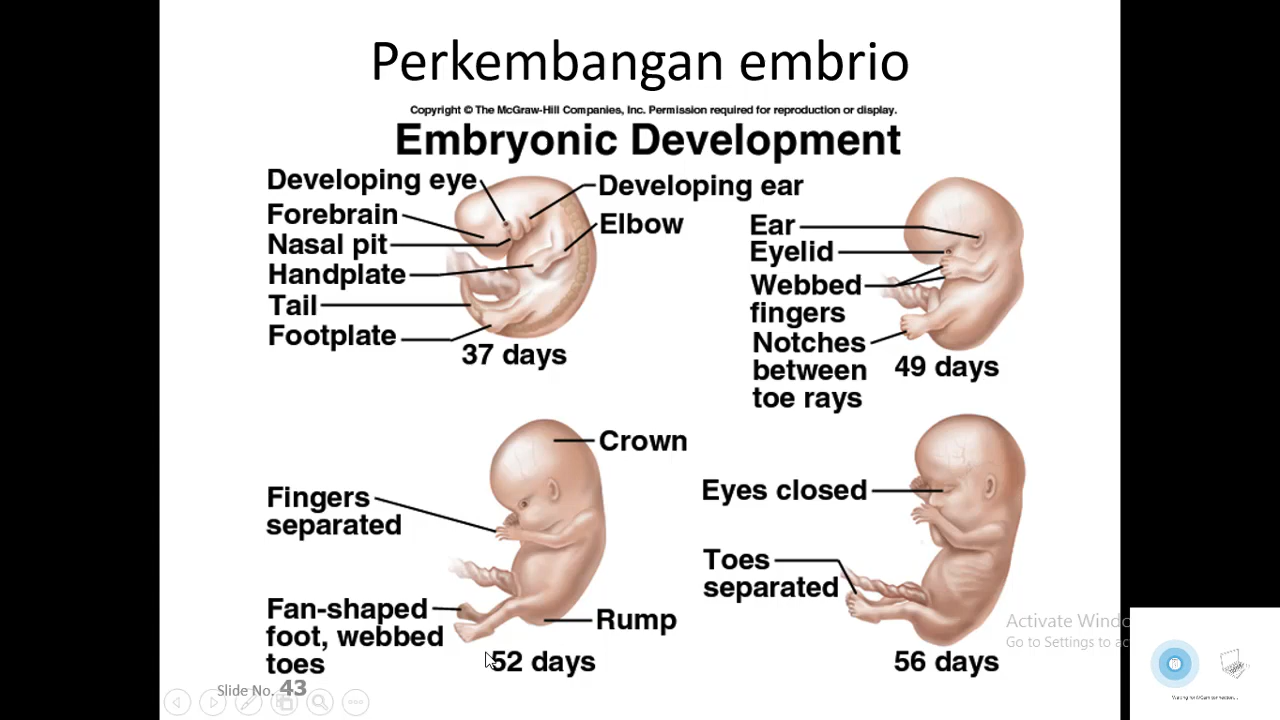 Perkembangan embrio
Copyright © The McGraw-Hill Companies, Inc. Permission required for reproduction or display.
Embryonic Development
Developing eye
Forebrain
Nasal pit
Handplate
Tail
Footplate
Developing ear
Elbow
37 days
Ear
Eyelid
Webbed
fingers
Notches
between
toe rays
49 days
Crown
Fingers
separated
Fan-shaped
foot, webbed
toes
Rump
52 days
Eyes closed
Toes
separated
56 days
Slide No. 43
Activate Windo
Go to Settings to ac